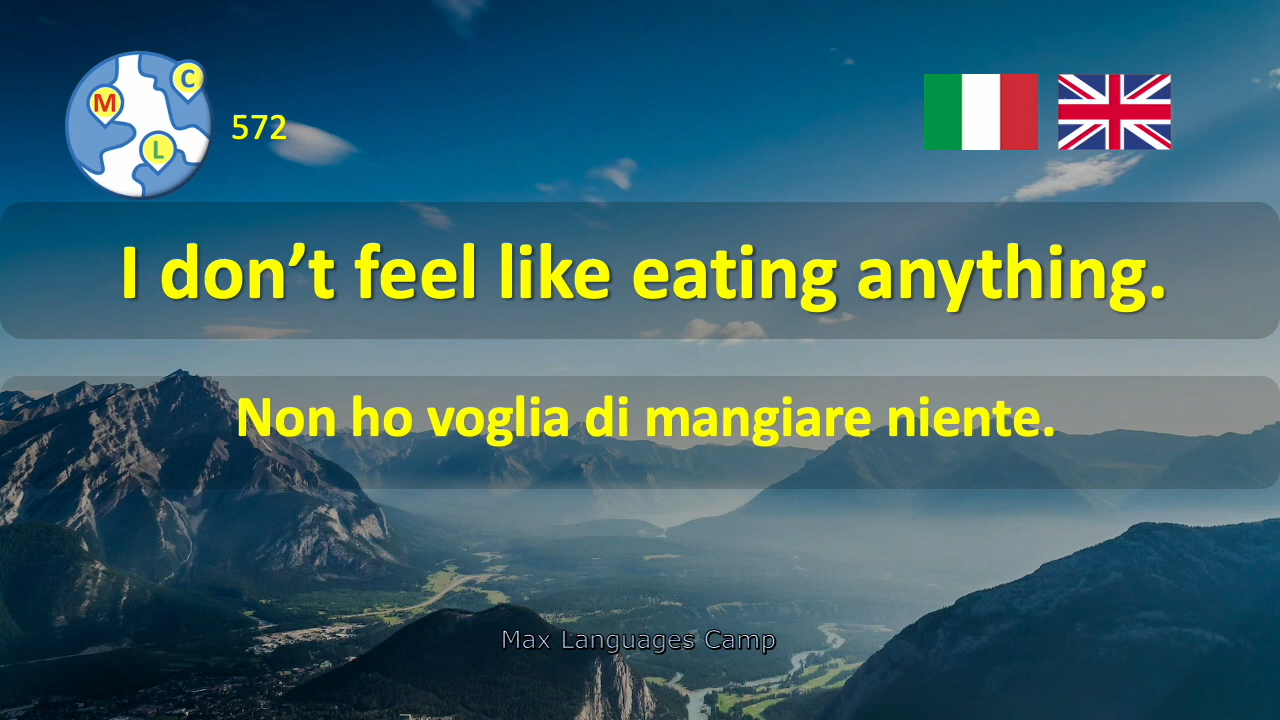 M
C
L
572
I don’t feel like eating anything.
Non ho voglia di mangiare niente.
Max Languages Camp